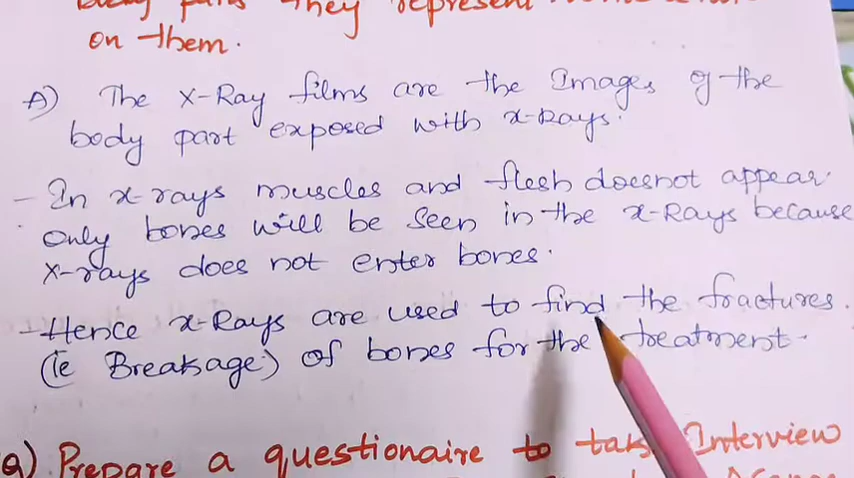 they represent
on them.
A) The X-Ray films are the Images of the
body part exposed with x-Rays.
- In x-rays muscles and flesh doesnot appear.
only bones will be seen in the x-Rays because
x-rays does not enter bones.
- Hence x-Rays are used to find the fractures.
(ie Breakage) of bones for the treatment.
Q) Prepare a questionaire to take Interview